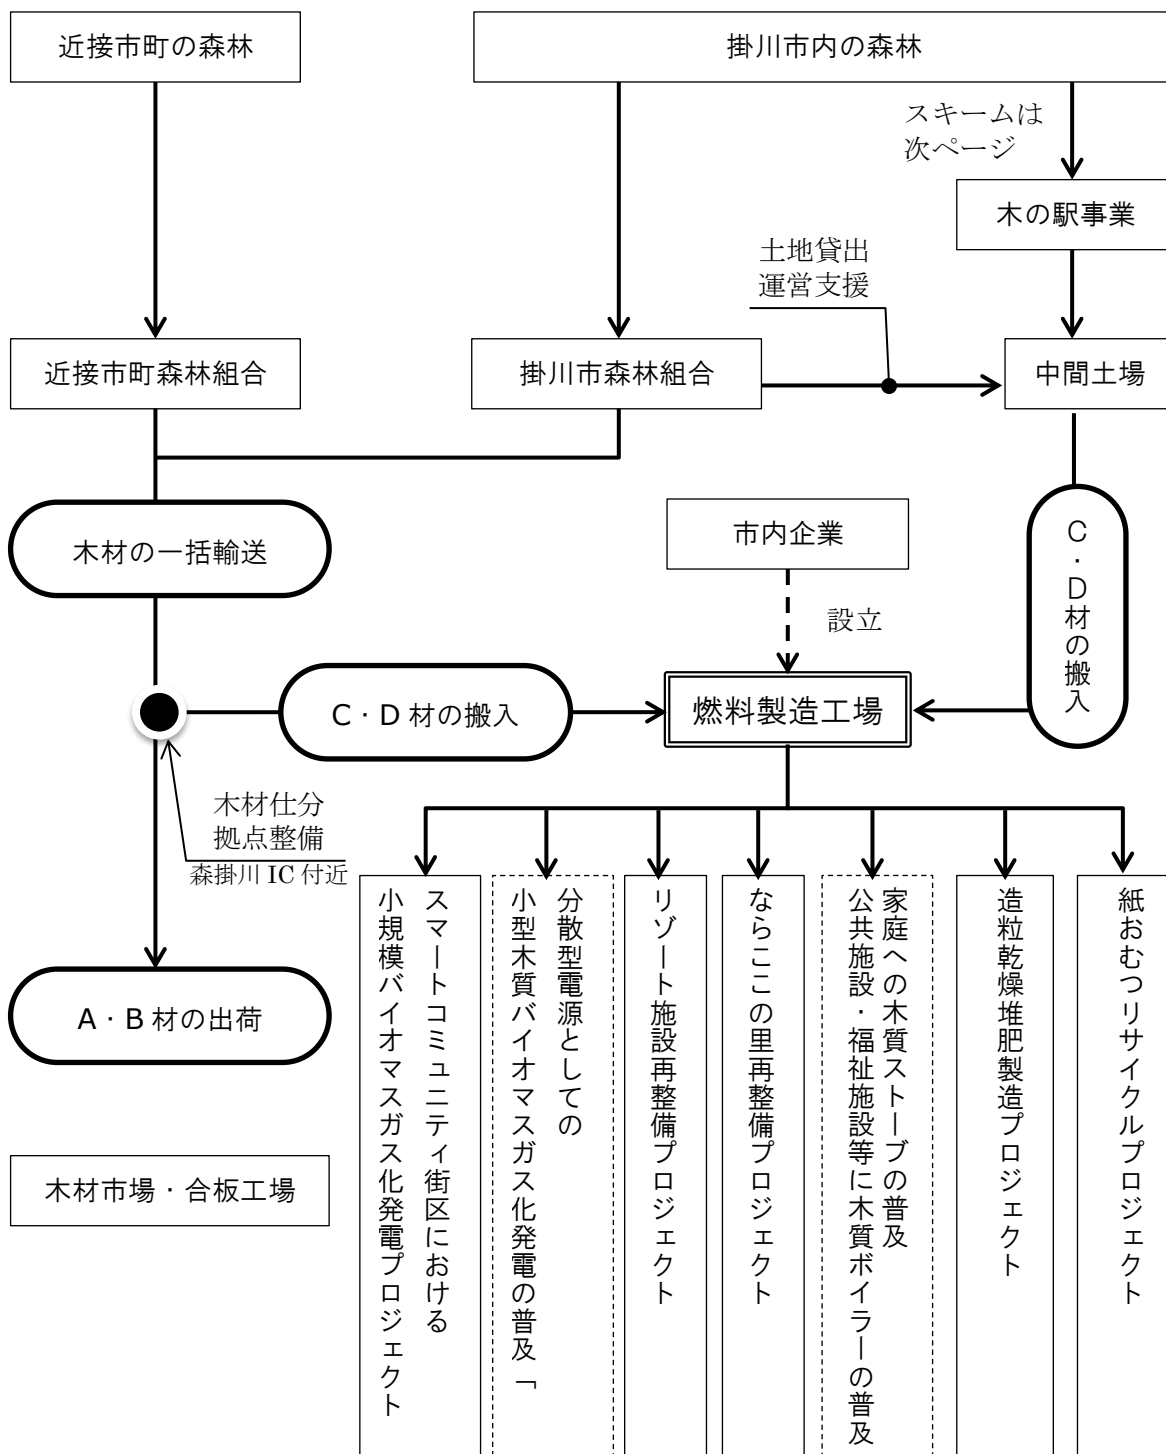 近接市町の森林
掛川市内の森林
スキームは
次ページ
木の駅事業
土地貸出
運営支援
近接市町森林組合
掛川市森林組合
中間土場
木材の一括輸送
市内企業
C・D材の搬入
設立
C・D 材の搬入
燃料製造工場
木材仕分
拠点整備
森掛川 IC 付近
A・B 材の出荷
木材市場・合板工場
スマートコミュニティ街区における
小規模バイオマスガス化発電プロジェクト
分散型電源としての
小型木質バイオマスガス化発電の普及「
リゾート施設再整備プロジェクト
ならここの里再整備プロジェクト
家庭への木質ストーブの普及
公共施設・福祉施設等に木質ボイラーの普及
造粒乾燥堆肥製造プロジェクト
紙おむつリサイクルプロジェクト